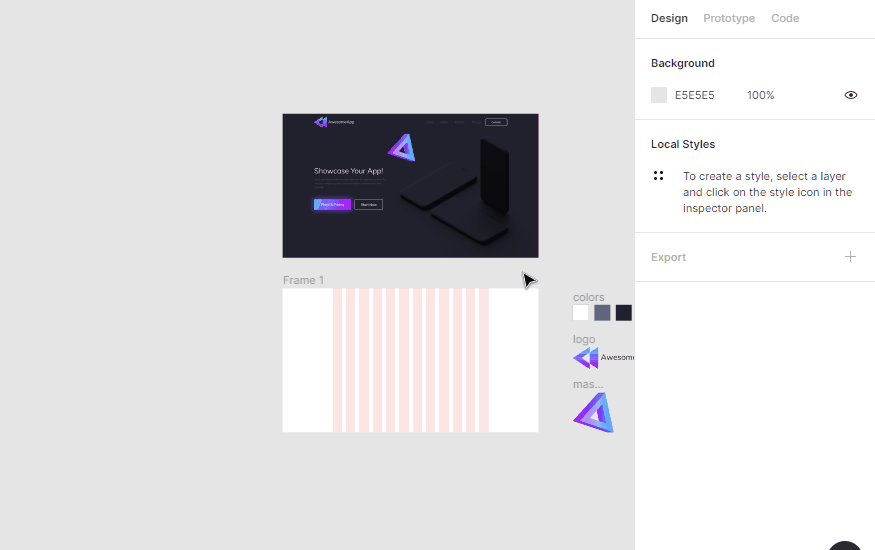 Design Prototype Code
Background
E5E5E5 100%
Local Styles
To create a style, select a layer
and click on the style icon in the
inspector panel.
Export
AwesomeApp
Showcase Your App!
Frame 1
colors
logo
Awesome
mas...